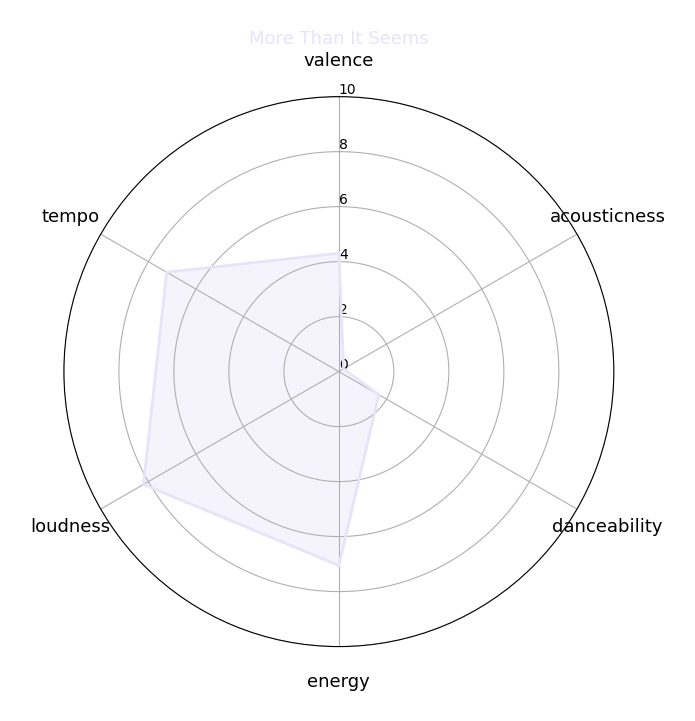 More Than It Seems
valence
10
8
6
4
2
0
tempo
acousticness
loudness
danceability
energy